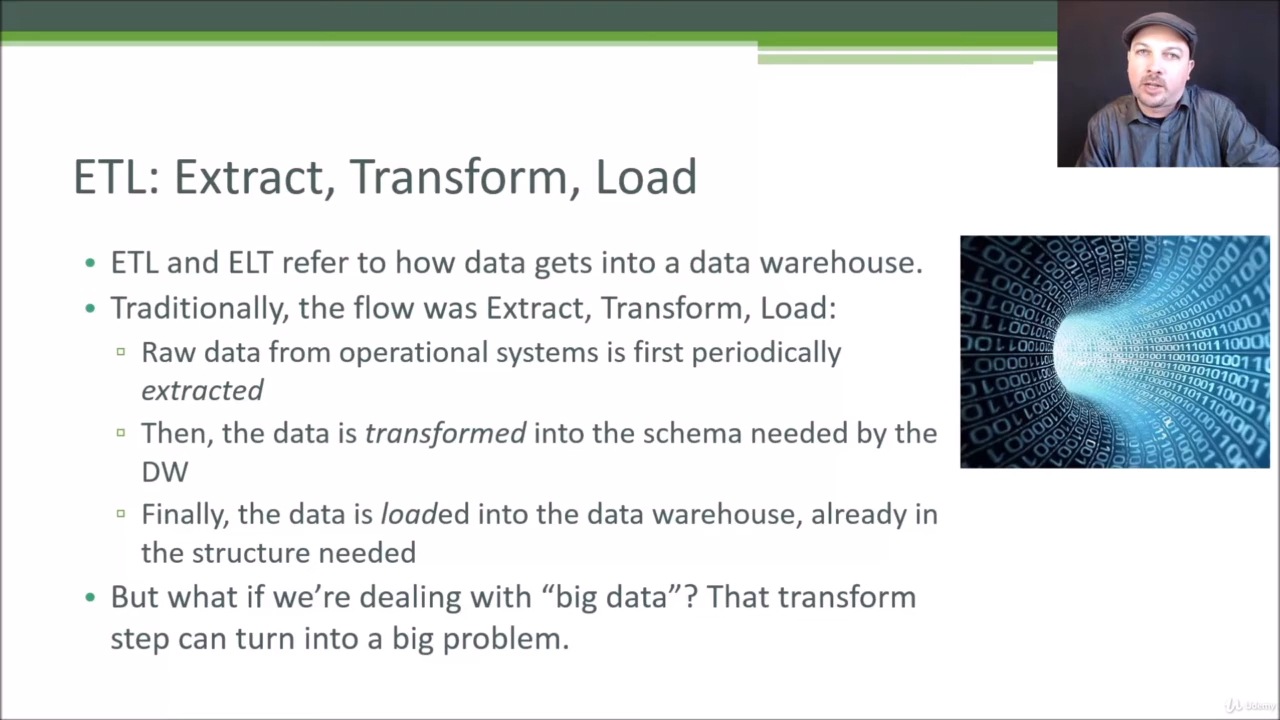 ETL: Extract, Transform, Load
• ETL and ELT refer to how data gets into a data warehouse.
• Traditionally, the flow was Extract, Transform, Load:
▫ Raw data from operational systems is first periodically
extracted
▫ Then, the data is transformed into the schema needed by the
DW
▫ Finally, the data is loaded into the data warehouse, already in
the structure needed
• But what if we’re dealing with “big data”? That transform
step can turn into a big problem.
Udemy